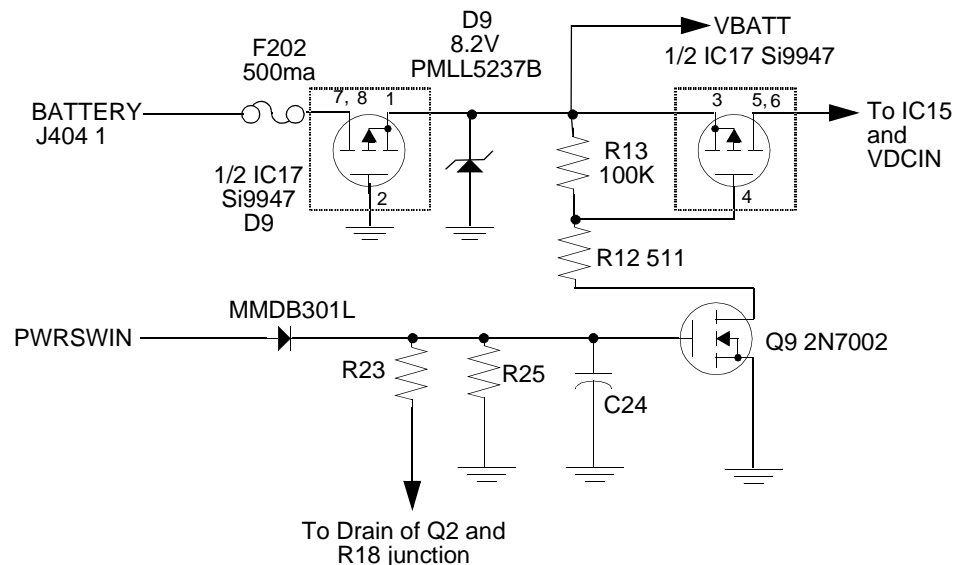 D9
8.2V
PMLL5237B
VBATT
1/2 IC17 Si9947
F202
500ma
BATTERY
J404 1
7, 8
1
3
5,6
To IC15
and
VDCIN
1/2 IC17
Si9947
D9
2
R13
100K
4
R12 511
MMDB301L
PWRSWIN
Q9 2N7002
R23
R25
C24
To Drain of Q2 and
R18 junction